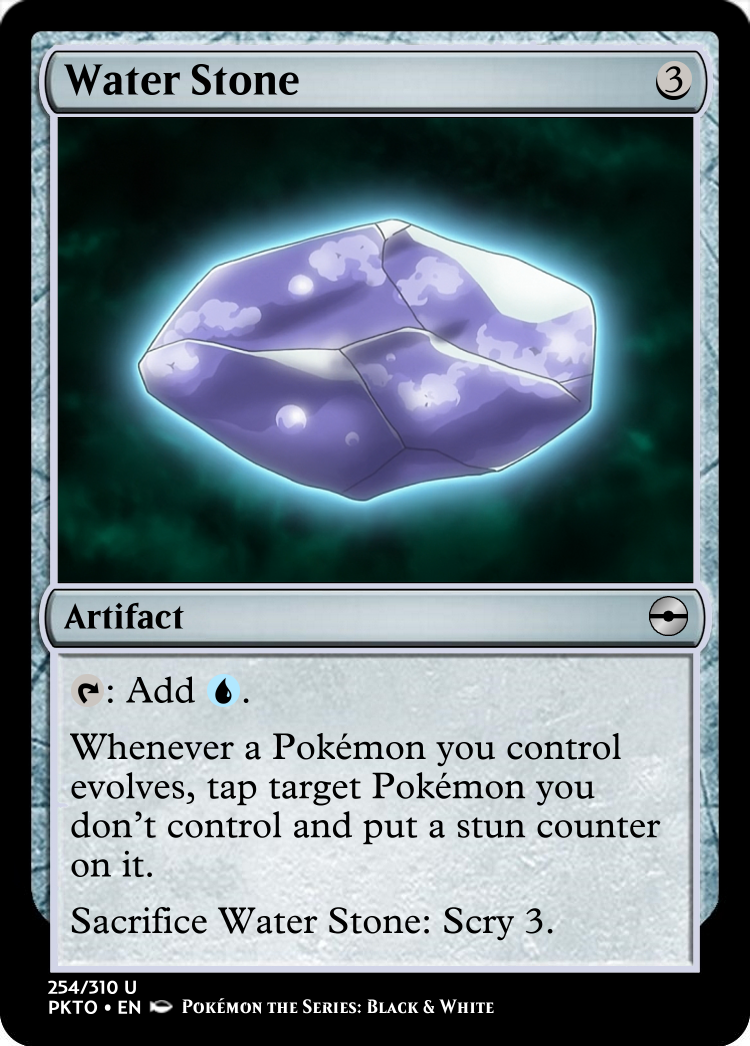 Water Stone 3
Artifact
: Add .
Whenever a Pokémon you control
evolves, tap target Pokémon you
don't control and put a stun counter
on it.
Sacrifice Water Stone: Scry 3.
254/310 U
PKTO • EN Pokémon the Series: Black & White